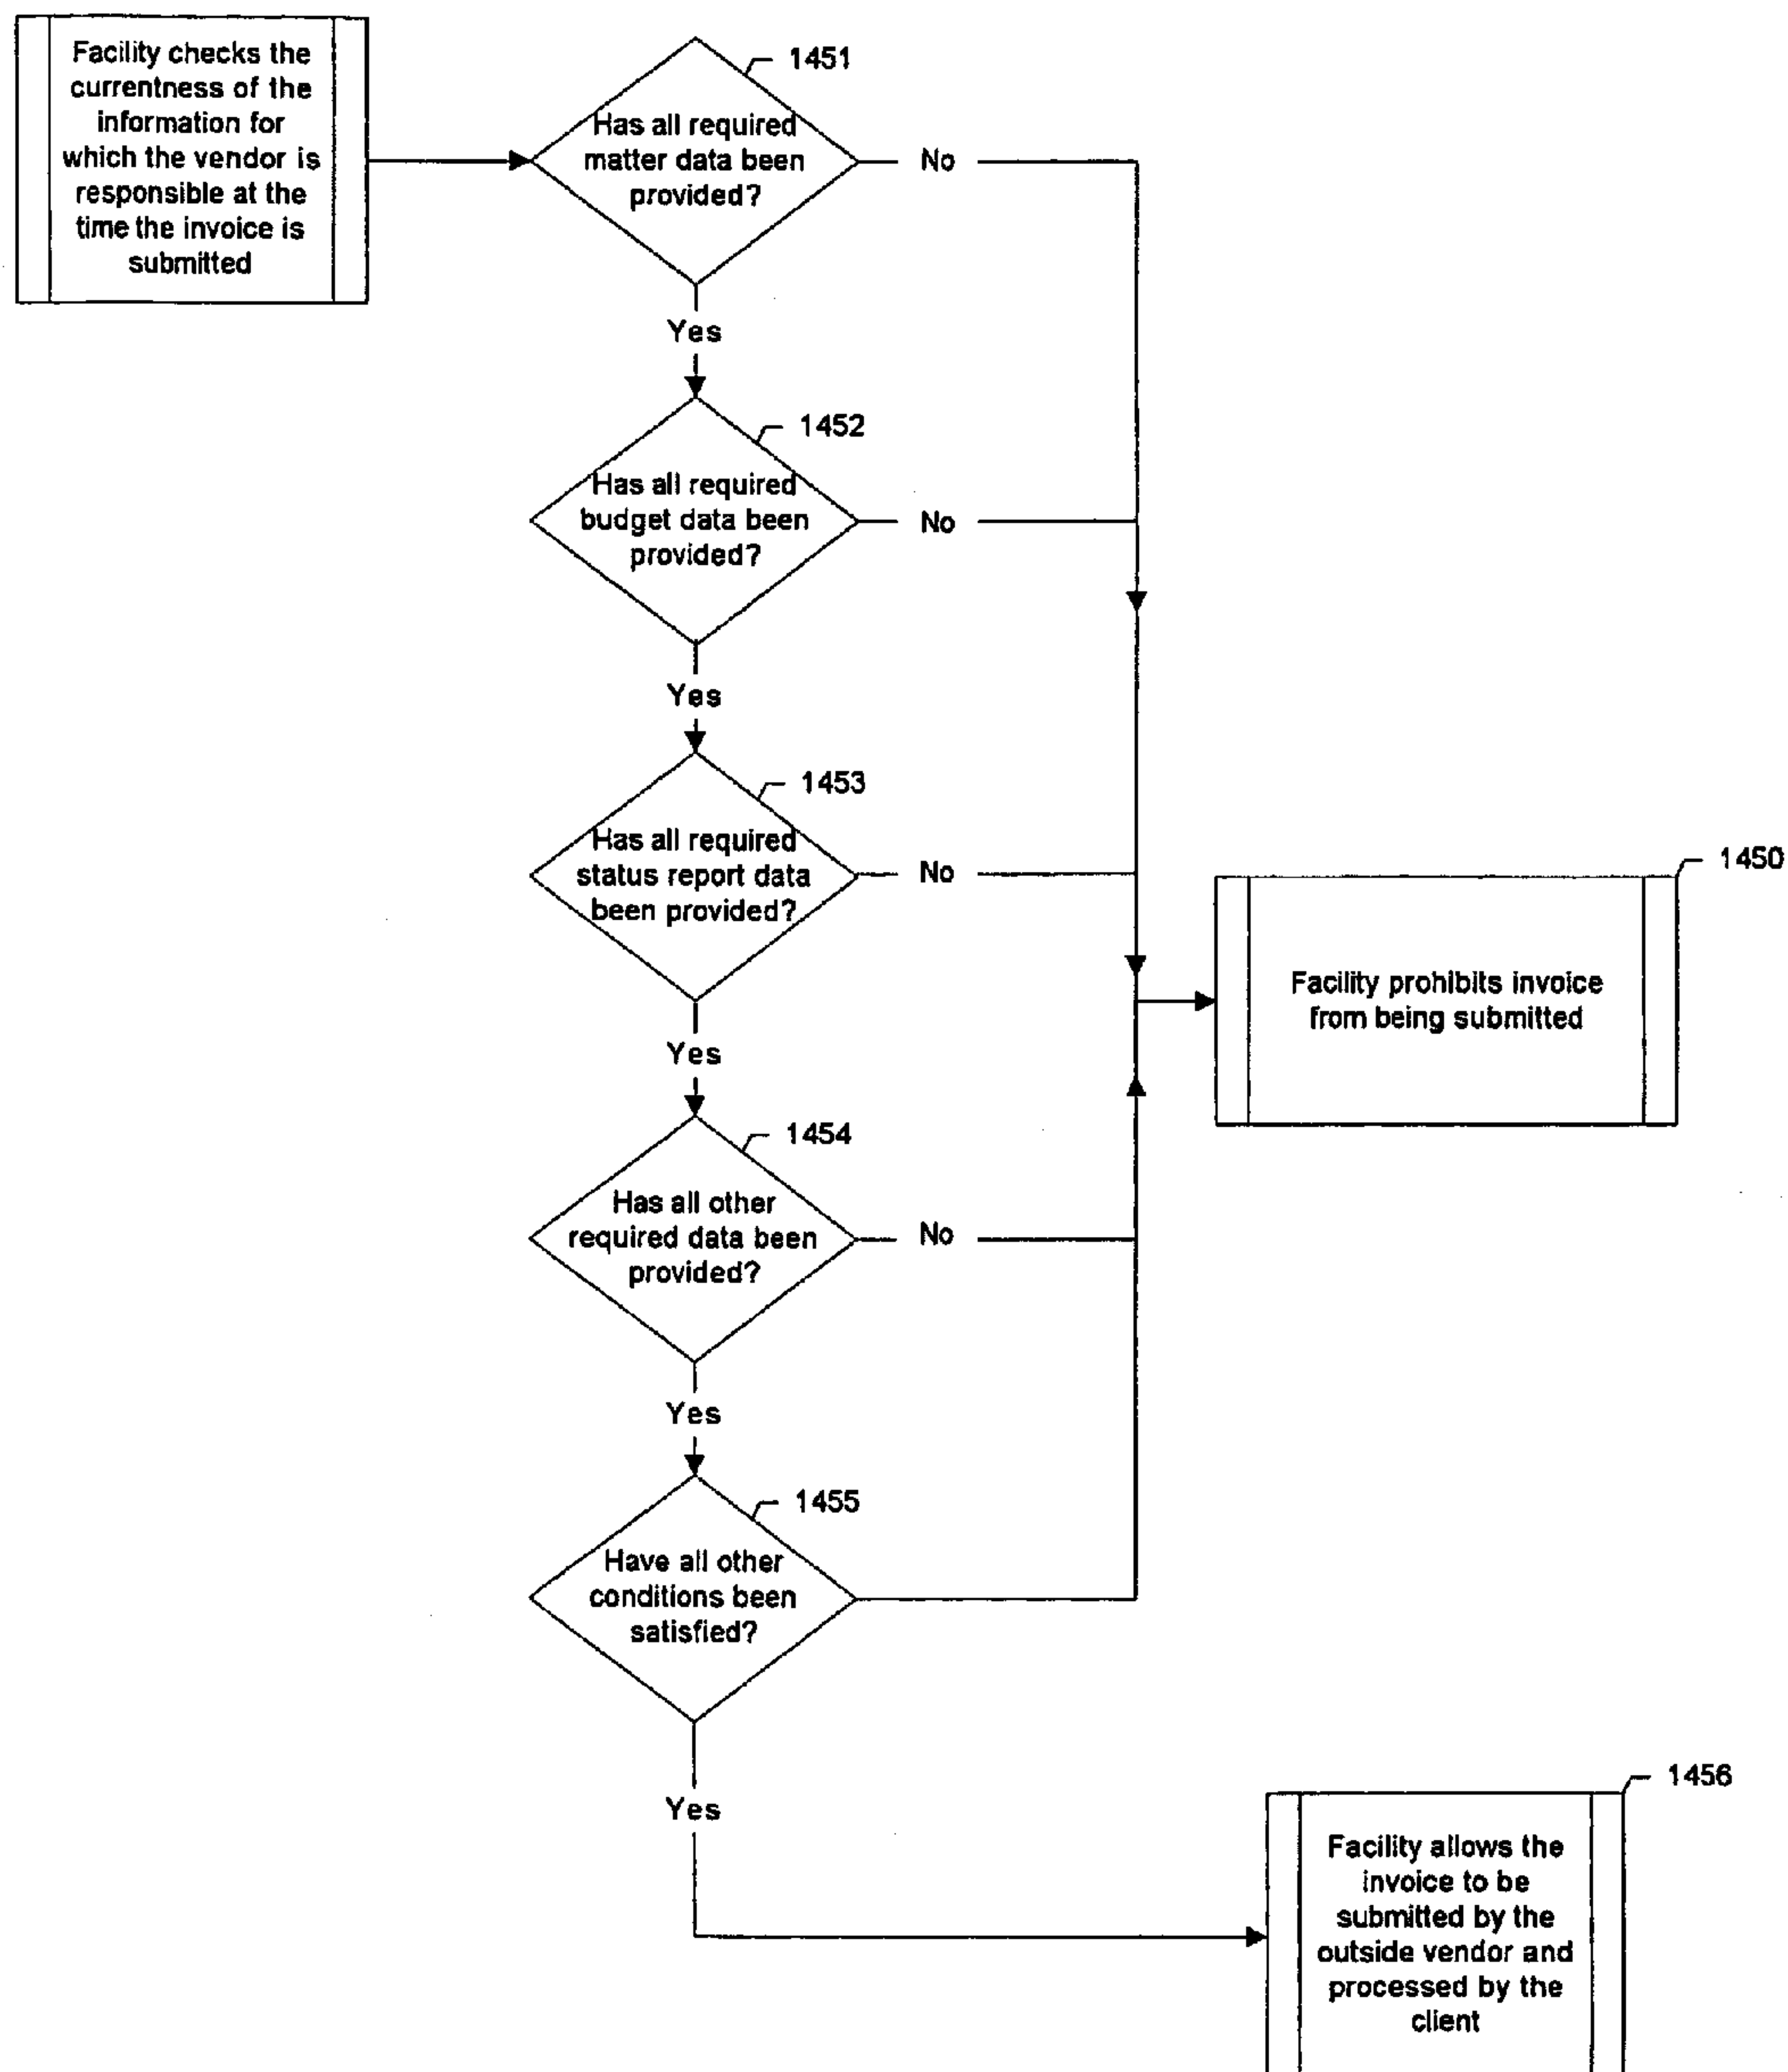 Facility checks the
currentness of the
information for
which the vendor is
responsible at the
time the invoice is
submitted
1451
Has all required
matter data been
provided?
No
Yes
1452
Has all required
budget data been
provided?
No
Yes
1453
Has all required
status report data
been provided?
No
Yes
1450
Facility prohibits invoice
from being submitted
1454
Has all other
required data been
provided?
No
Yes
1455
Have all other
conditions been
satisfied?
Yes
1456
Facility allows the
invoice to be
submitted by the
outside vendor and
processed by the
client